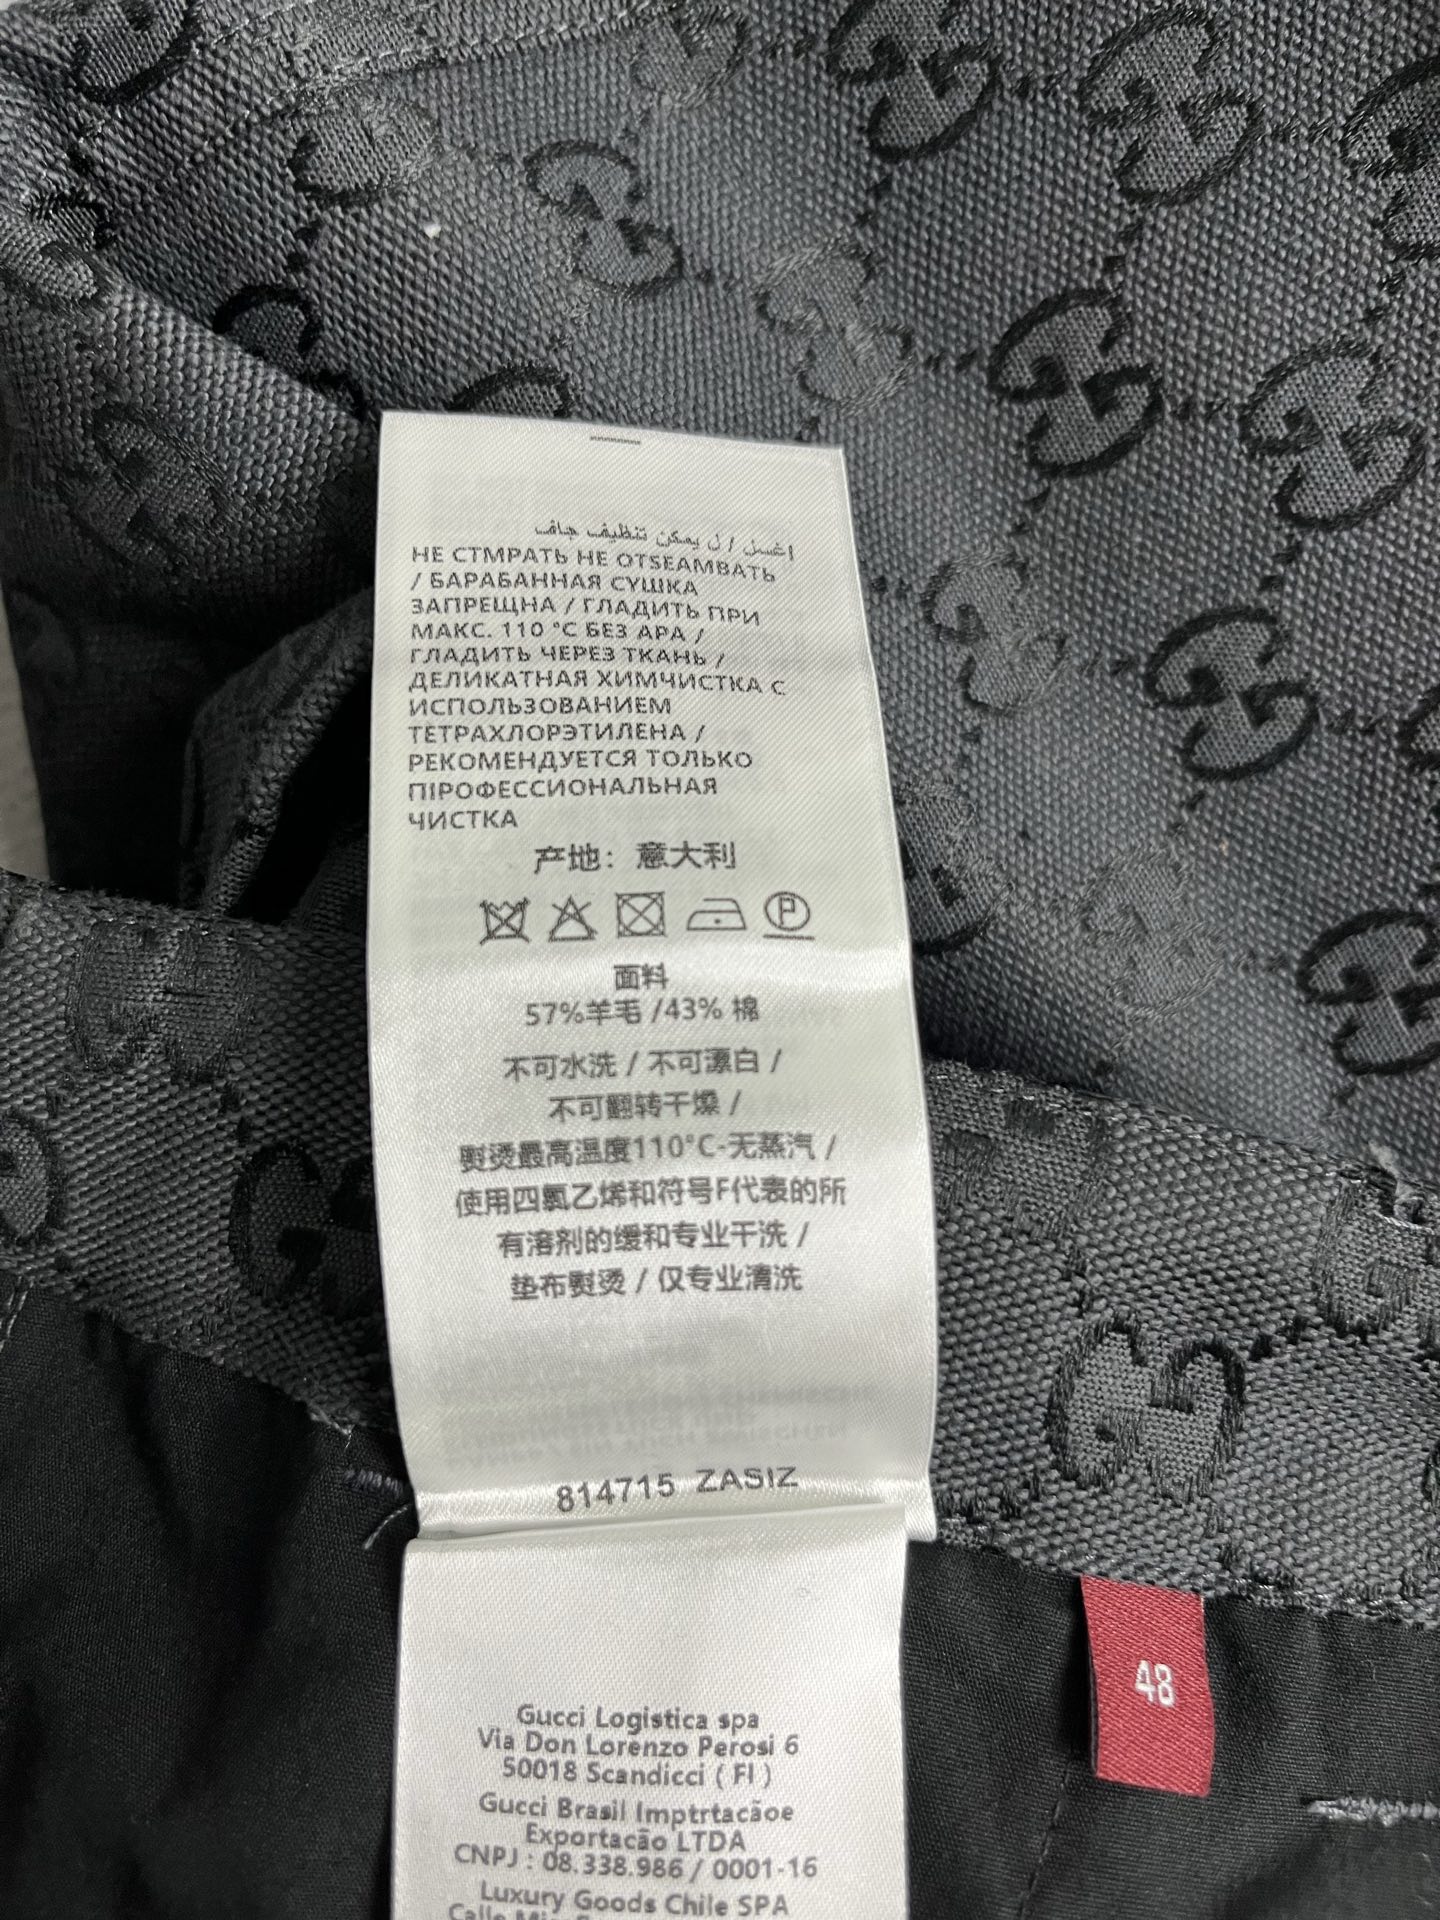 اغسل / ل يمكن تنظيف جاف
НЕ СТМРАТЬ НЕ OTSEAMBATЬ
/ БАРАБАННАЯ СУШКА
ЗАПРЕЩНА / ГЛАДИТЬ ПРИ
МАКС. 110 °C БЕЗ АРА /
ГЛАДИТЬ ЧЕРЕЗ ТКАНЬ /
ДЕЛИКАТНАЯ ХИМЧИСТКА С
ИСПОЛЬЗОВАНИЕМ
ТЕТРАХЛОРЭТИЛЕНА /
РЕКОМЕНДУЕТСЯ ТОЛЬКО
ПІРОФЕССИОНАЛЬНАЯ
ЧИСТКА
产地：意大利
P
面料
57%羊毛 /43% 棉
不可水洗 / 不可漂白 /
不可翻转干燥 /
熨烫最高温度110°C-无蒸汽 /
使用四氯乙烯和符号F代表的所
有溶剂的缓和专业干洗 /
垫布熨烫 / 仅专业清洗
814715 ZASIZ
48
Gucci Logistica spa
Via Don Lorenzo Perosi 6
50018 Scandicci ( FI )
Gucci Brasil Imptrtacãoe
Exportacão LTDA
CNPJ : 08.338.986 / 0001-16
Luxury Goods Chile SPA